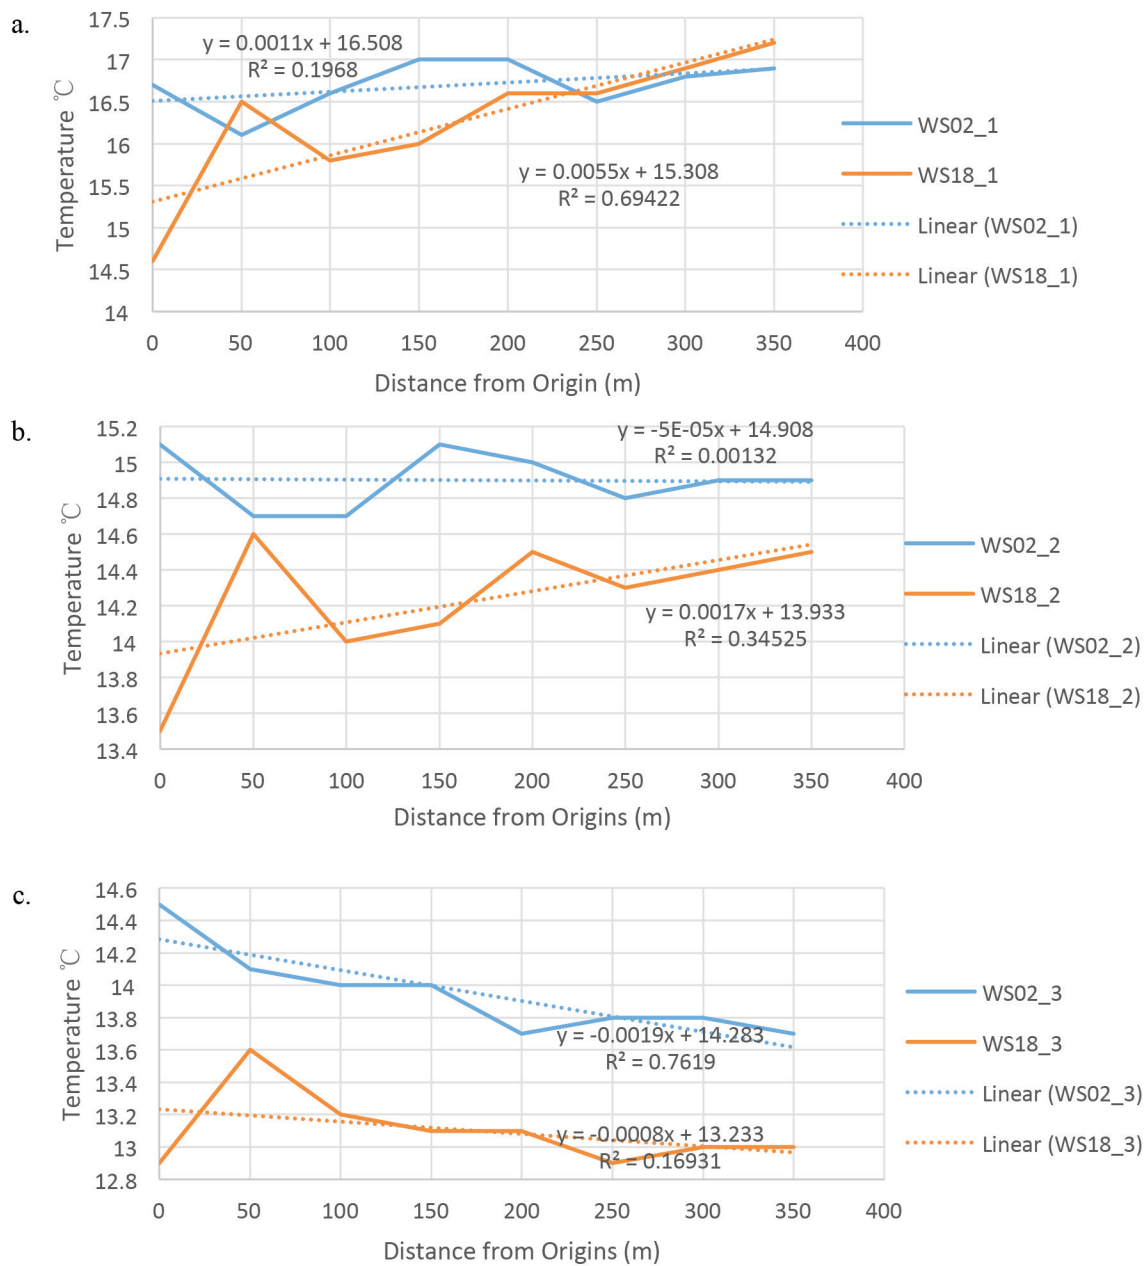 a.
17.5
17
16.5
16
15.5
15
14.5
14
Temperature ℃
y = 0.0011x + 16.508
R² = 0.1968
y = 0.0055x + 15.308
R² = 0.69422
WS02_1
WS18_1
Linear (WS02_1)
Linear (WS18_1)
0 50 100 150 200 250 300 350 400
Distance from Origin (m)
b.
15.2
15
14.8
14.6
14.4
14.2
14
13.8
13.6
13.4
Temperature ℃
y = -5E-05x + 14.908
R² = 0.00132
y = 0.0017x + 13.933
R² = 0.34525
WS02_2
WS18_2
Linear (WS02_2)
Linear (WS18_2)
0 50 100 150 200 250 300 350 400
Distance from Origins (m)
c.
14.6
14.4
14.2
14
13.8
13.6
13.4
13.2
13
12.8
Temperature ℃
y = -0.0019x + 14.283
R² = 0.7619
y = -0.0008x + 13.233
R² = 0.16931
WS02_3
WS18_3
Linear (WS02_3)
Linear (WS18_3)
0 50 100 150 200 250 300 350 400
Distance from Origins (m)